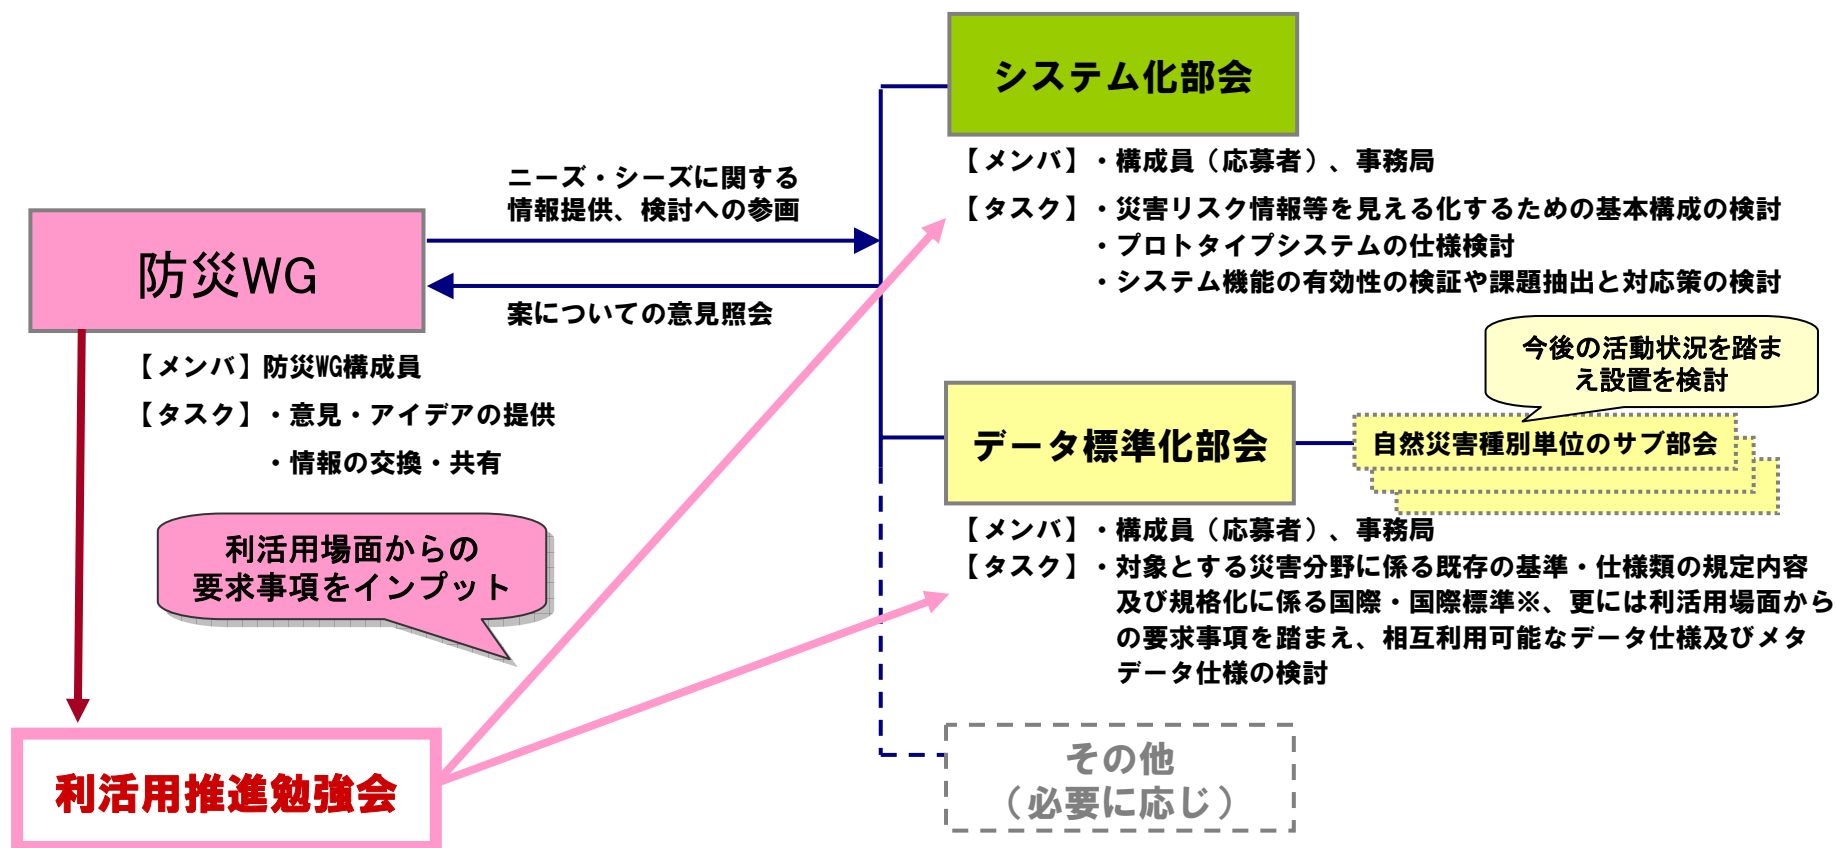 システム化部会
【メンバ】・構成員（応募者）、事務局
【タスク】・災害リスク情報等を見える化するための基本構成の検討
・プロトタイプシステムの仕様検討
・システム機能の有効性の検証や課題抽出と対応策の検討
ニーズ・シーズに関する
情報提供、検討への参画
防災WG
案についての意見照会
【メンバ】防災WG構成員
【タスク】・意見・アイデアの提供
・情報の交換・共有
今後の活動状況を踏ま
え設置を検討
データ標準化部会
自然災害種別単位のサブ部会
【メンバ】・構成員（応募者）、事務局
【タスク】・対象とする災害分野に係る既存の基準・仕様類の規定内容
及び規格化に係る国際・国際標準※、更には利活用場面から
の要求事項を踏まえ、相互利用可能なデータ仕様及びメタ
データ仕様の検討
利活用場面からの
要求事項をインプット
利活用推進勉強会
その他
（必要に応じ）